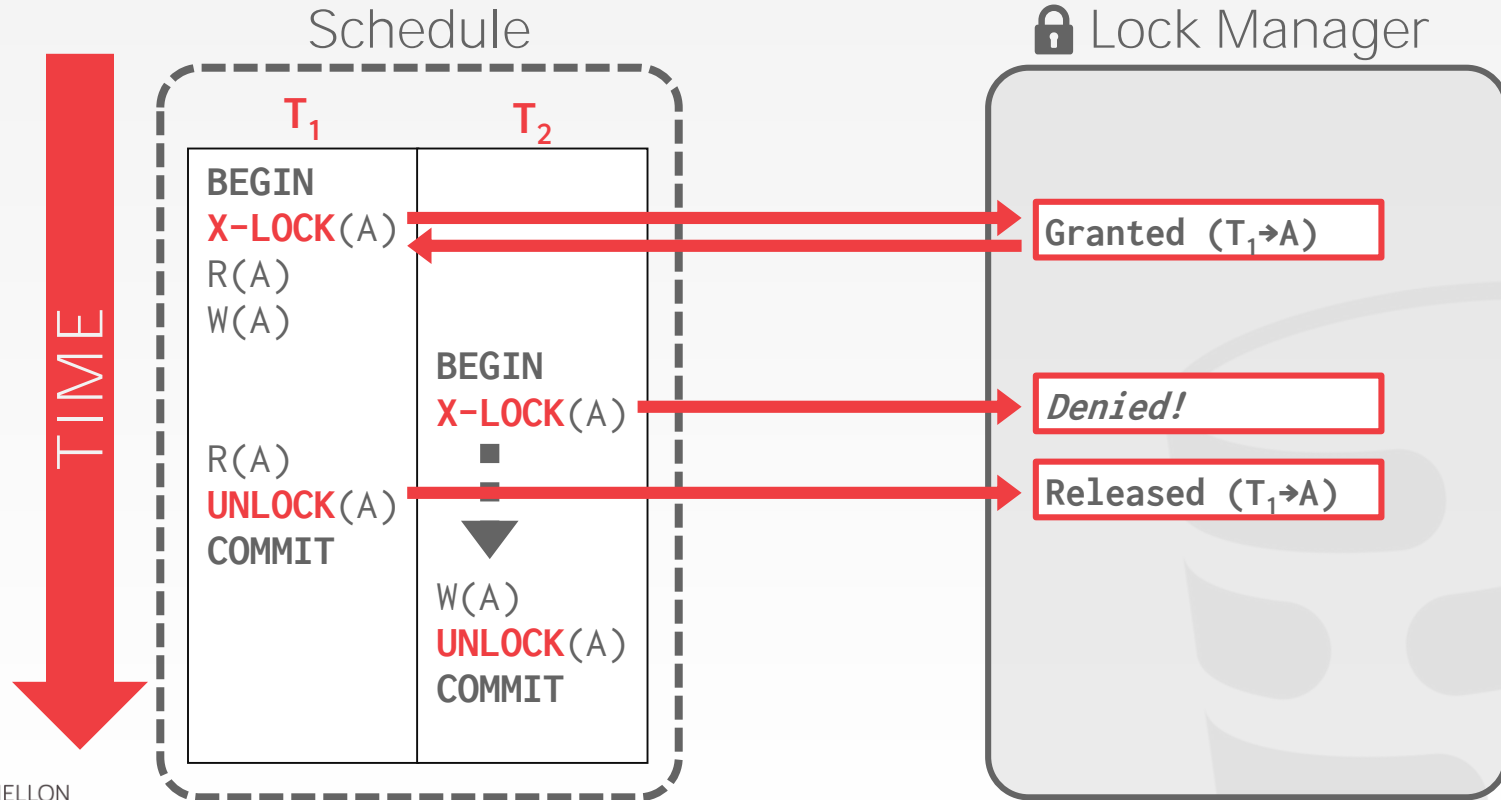 Schedule
Lock Manager
TIME
T₁ T₂
BEGIN
X-LOCK(A)
R(A)
W(A)
BEGIN
X-LOCK(A)
R(A)
UNLOCK(A)
COMMIT
W(A)
UNLOCK(A)
COMMIT
Granted (T₁→A)
Denied!
Released (T₁→A)